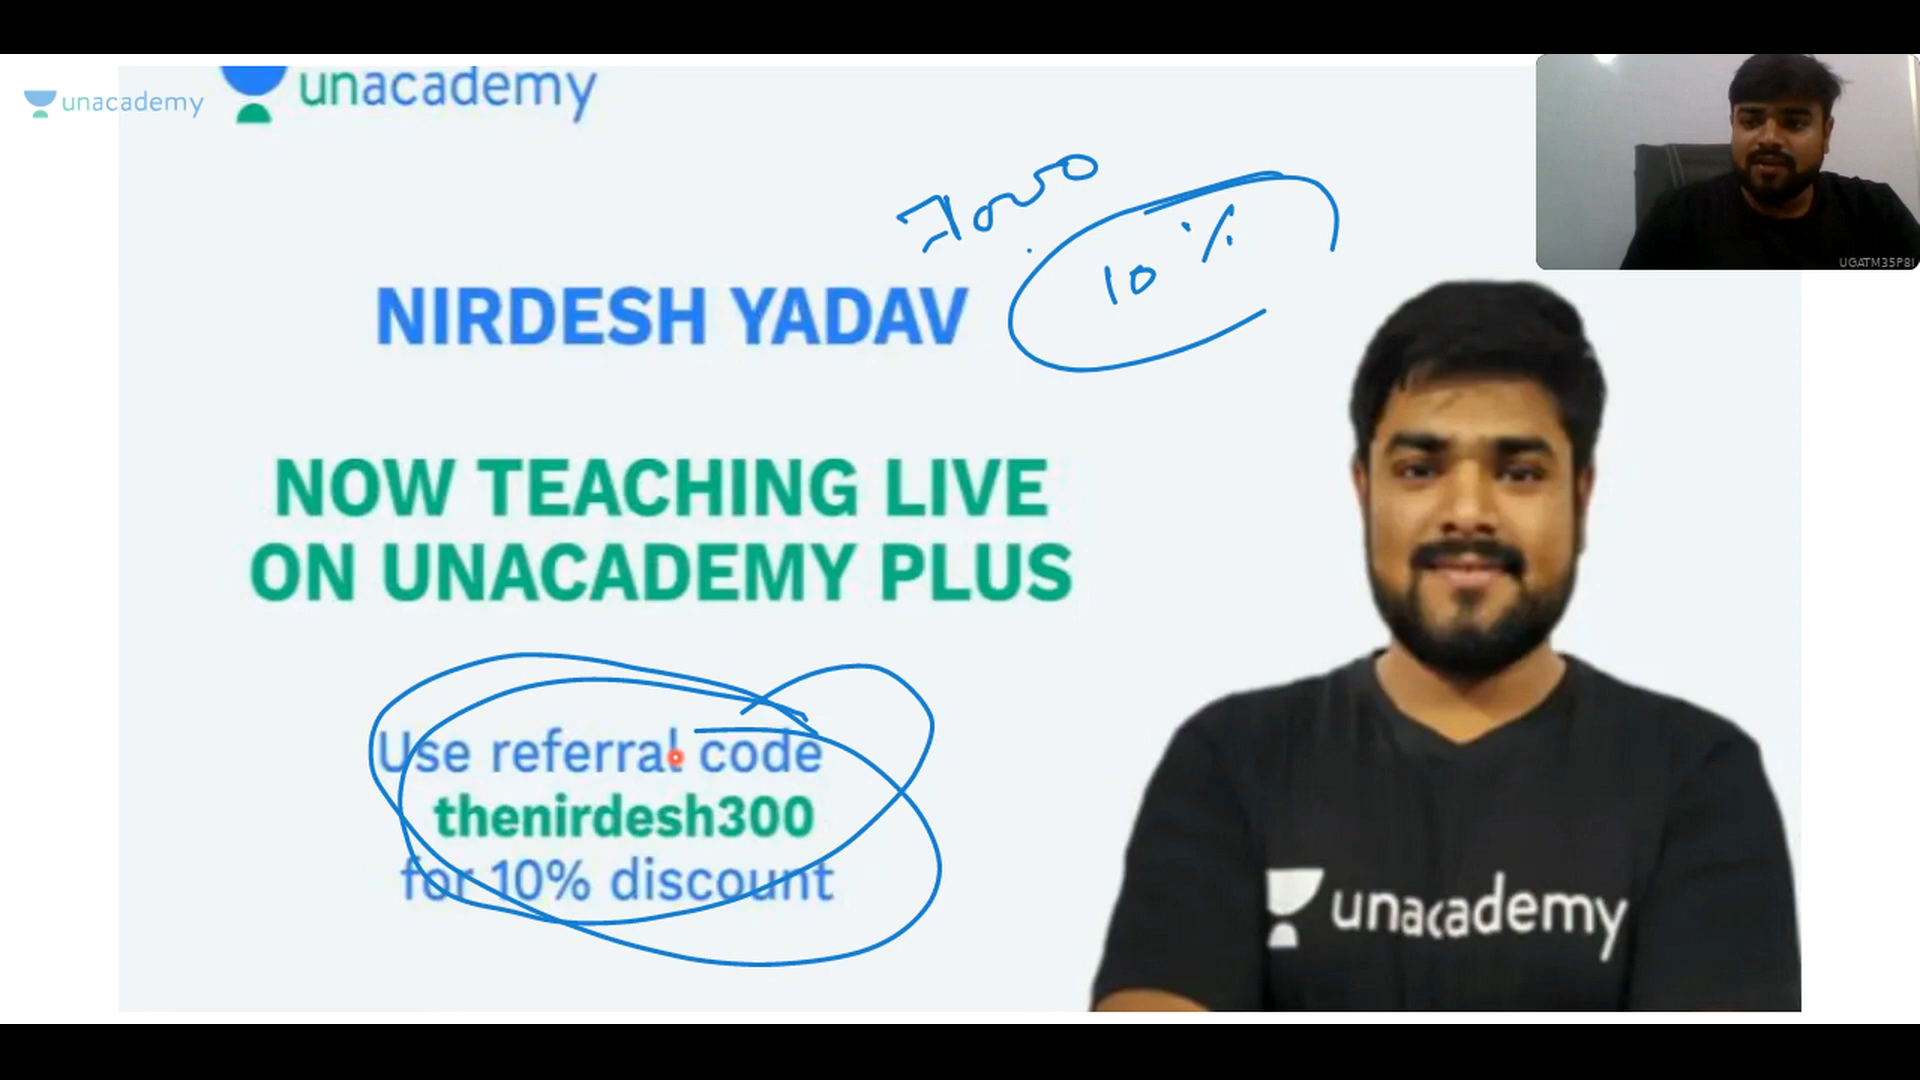 unacademy
unacademy
10 %
NIRDESH YADAV
NOW TEACHING LIVE
ON UNACADEMY PLUS
Use referral code
thenirdesh300
for 10% discount
unacademy
UGATM35P8I